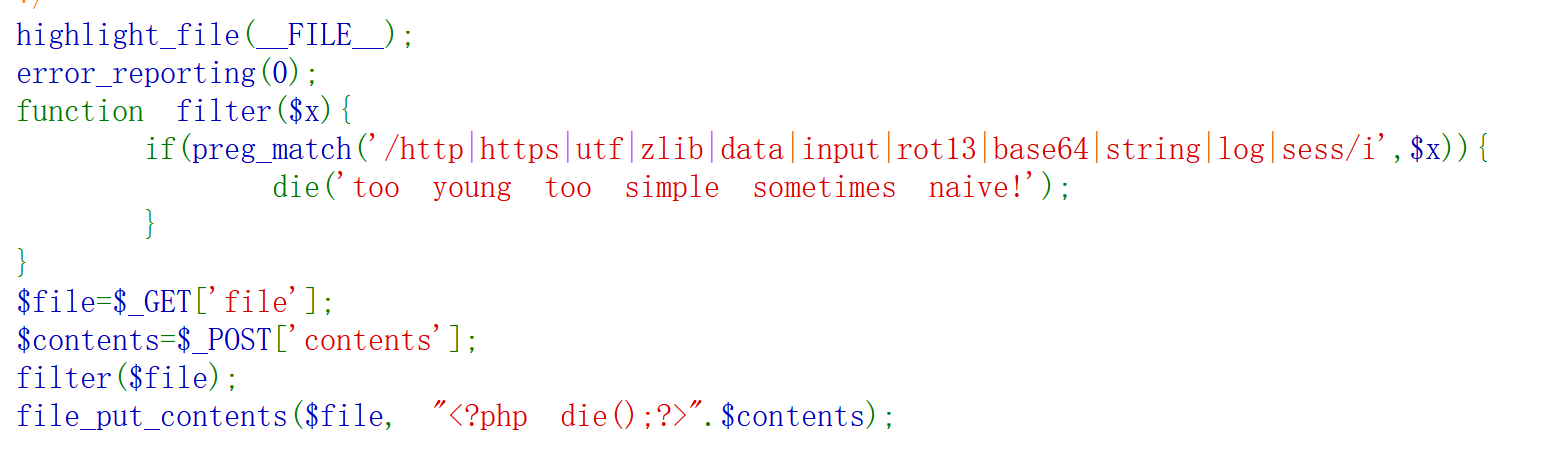 */
highlight_file(__FILE__);
error_reporting(0);
function filter($x){
if(preg_match('/http|https|utf|zlib|data|input|rot13|base64|string|log|sess/i',$x)){
die('too young too simple sometimes naive!');
}
}
$file=$_GET['file'];
$contents=$_POST['contents'];
filter($file);
file_put_contents($file, "<?php die();?>".$contents);